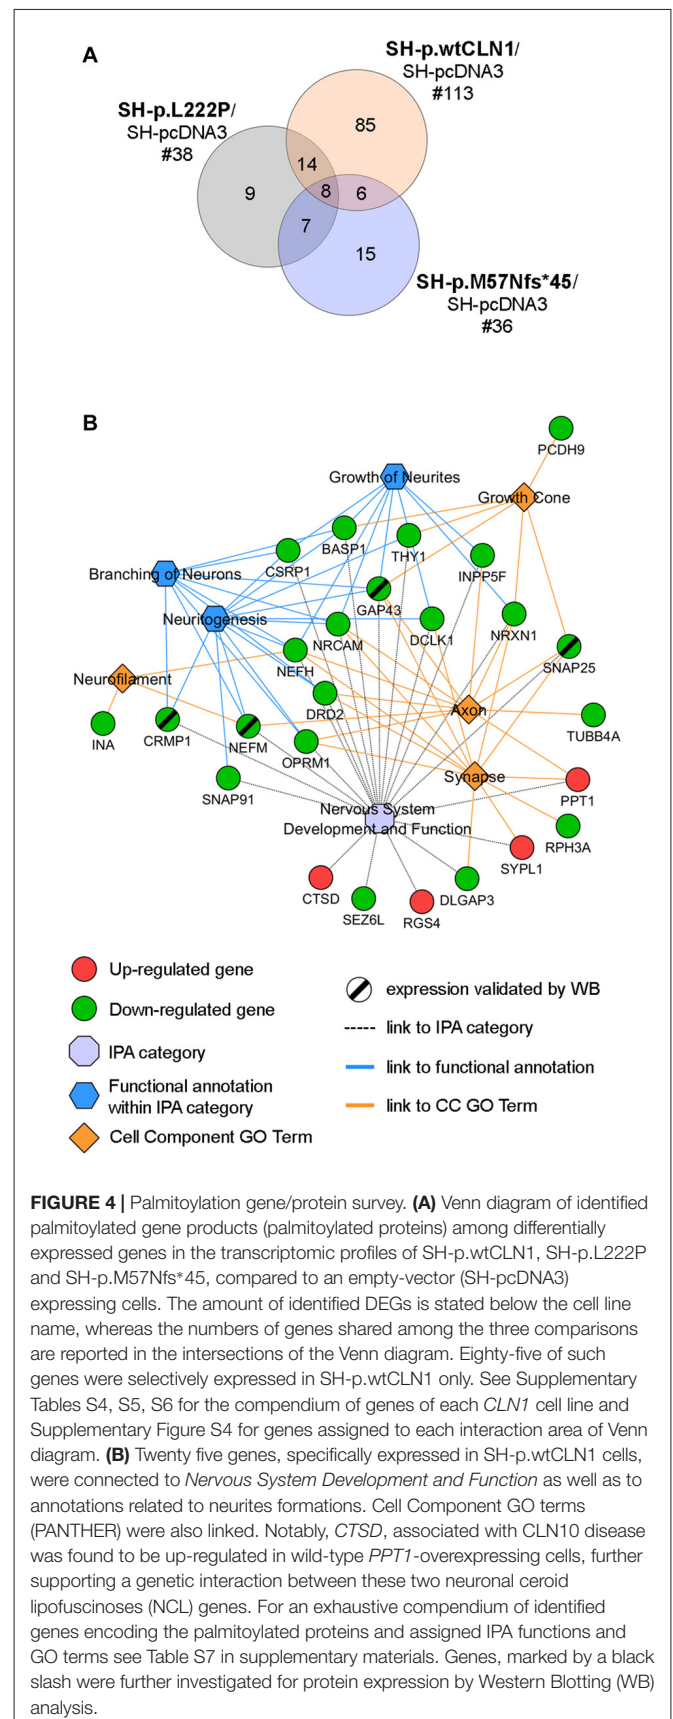 A
SH-p.wtCLN1/
SH-pcDNA3
#113
SH-p.L222P/
SH-pcDNA3
#38
85
14
9
8
6
7
15
SH-p.M57Nfs*45/
SH-pcDNA3
#36
B
PCDH9
Growth of Neurites
Growth Cone
BASP1
THY1
CSRP1
INPP5F
Branching of Neurons
GAP43
Neuritogenesis
NRCAM
DCLK1
NRXN1
SNAP25
NEFH
Neurofilament
DRD2
Axon
INA
CRMP1
NEFM
TUBB4A
OPRM1
Synapse
SNAP91
PPT1
Nervous System
Development and Function
RPH3A
SYPL1
CTSD
SEZ6L
RGS4
DLGAP3
Up-regulated gene
Down-regulated gene
IPA category
Functional annotation
within IPA category
Cell Component GO Term
expression validated by WB
link to IPA category
link to functional annotation
link to CC GO Term
FIGURE 4 | Palmitoylation gene/protein survey. (A) Venn diagram of identified
palmitoylated gene products (palmitoylated proteins) among differentially
expressed genes in the transcriptomic profiles of SH-p.wtCLN1, SH-p.L222P
and SH-p.M57Nfs*45, compared to an empty-vector (SH-pcDNA3)
expressing cells. The amount of identified DEGs is stated below the cell line
name, whereas the numbers of genes shared among the three comparisons
are reported in the intersections of the Venn diagram. Eighty-five of such
genes were selectively expressed in SH-p.wtCLN1 only. See Supplementary
Tables S4, S5, S6 for the compendium of genes of each CLN1 cell line and
Supplementary Figure S4 for genes assigned to each interaction area of Venn
diagram. (B) Twenty five genes, specifically expressed in SH-p.wtCLN1 cells,
were connected to Nervous System Development and Function as well as to
annotations related to neurites formations. Cell Component GO terms
(PANTHER) were also linked. Notably, CTSD, associated with CLN10 disease
was found to be up-regulated in wild-type PPT1-overexpressing cells, further
supporting a genetic interaction between these two neuronal ceroid
lipofuscinoses (NCL) genes. For an exhaustive compendium of identified
genes encoding the palmitoylated proteins and assigned IPA functions and
GO terms see Table S7 in supplementary materials. Genes, marked by a black
slash were further investigated for protein expression by Western Blotting (WB)
analysis.